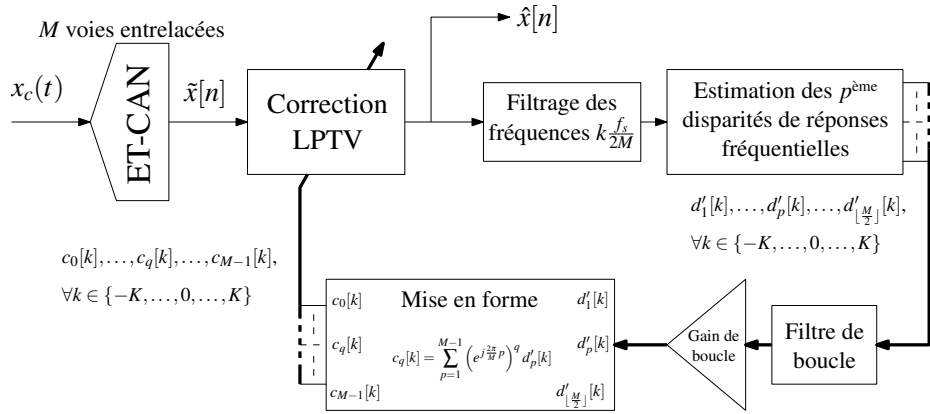 M voies entrelacées
x_c(t)
ET-CAN
x̃[n]
Correction
LPTV
x̂[n]
Filtrage des
fréquences k f_s/2M
Estimation des p^ème
disparités de réponses
fréquentielles
d′_1[k],…,d′_p[k],…,d′_⌊M/2⌋[k],
∀k ∈ {−K,…,0,…,K}
c_0[k],…,c_q[k],…,c_{M−1}[k],
∀k ∈ {−K,…,0,…,K}
Mise en forme
c_0[k]
c_q[k]
c_{M−1}[k]
c_q[k] = ∑_{p=1}^{M−1} (e^{j 2π/M p})^q d′_p[k]
d′_1[k]
d′_p[k]
d′_⌊M/2⌋[k]
Gain de
boucle
Filtre de
boucle